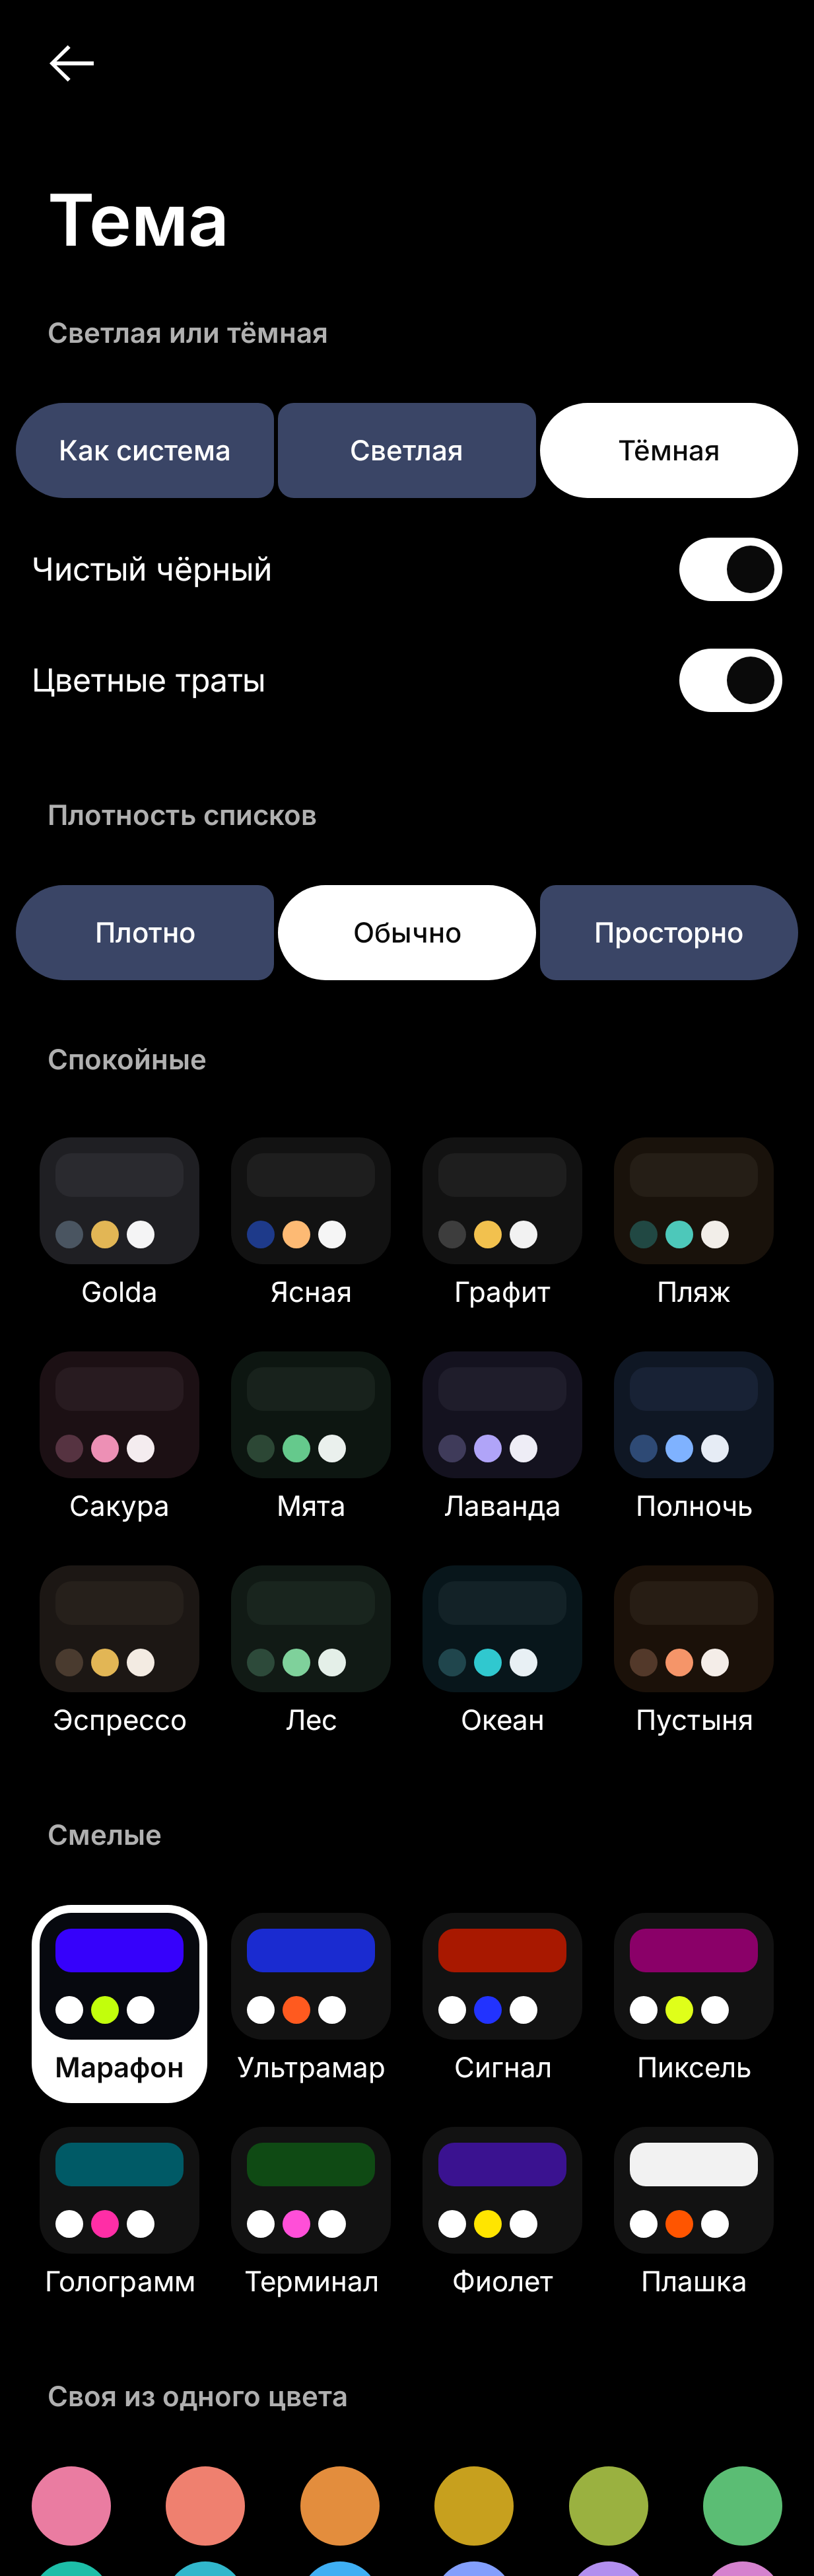 Тема
Светлая или тёмная
Как система
Светлая
Тёмная
Чистый чёрный
Цветные траты
Плотность списков
Плотно
Обычно
Просторно
Спокойные
Golda
Ясная
Графит
Пляж
Сакура
Мята
Лаванда
Полночь
Эспрессо
Лес
Океан
Пустыня
Смелые
Марафон
Ультрамар
Сигнал
Пиксель
Голограмм
Терминал
Фиолет
Плашка
Своя из одного цвета